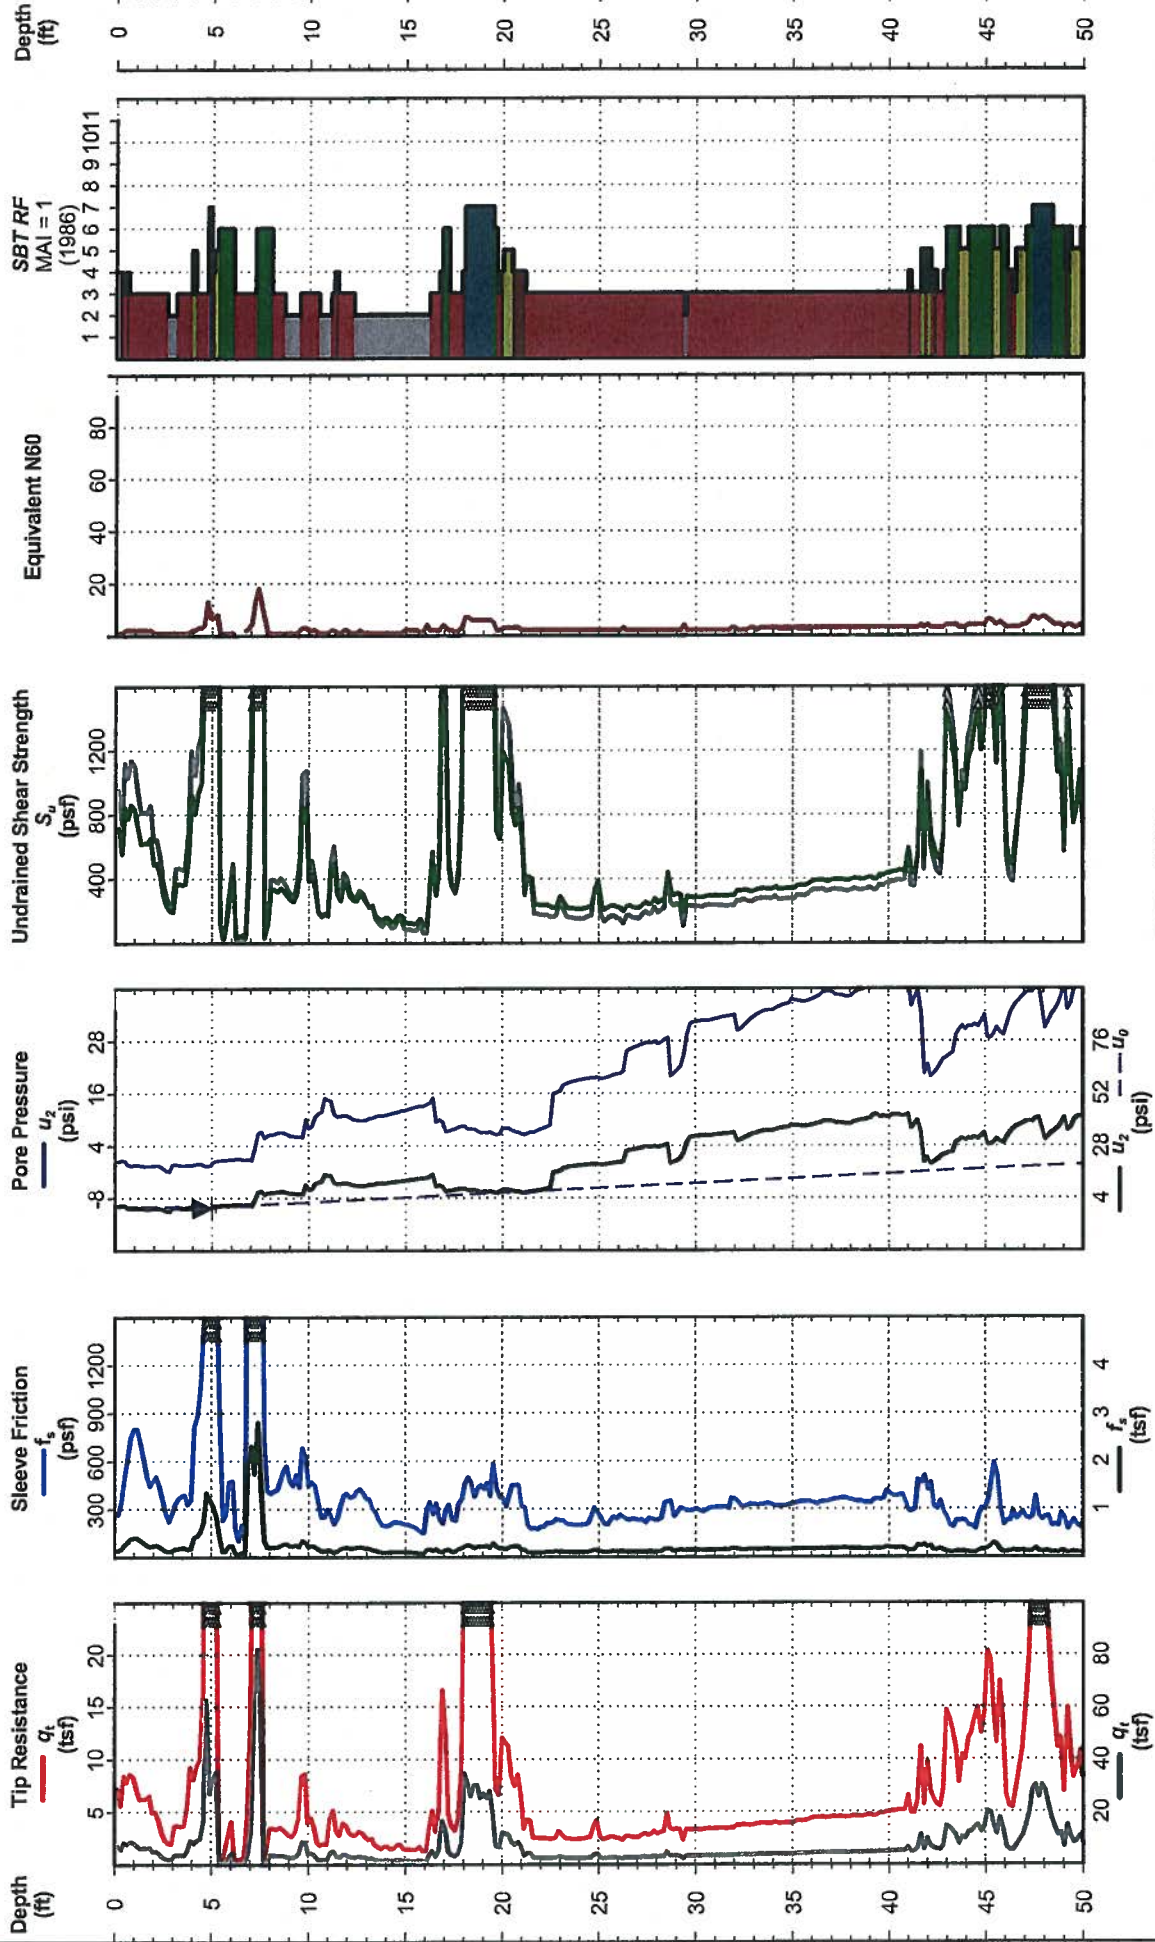 Depth
(ft)
0
5
10
15
20
25
30
35
40
45
50
Tip Resistance
qt
(tsf)
5 10 15 20
20 40 60 80
qt
(tsf)
Sleeve Friction
fs
(psf)
300 600 900 1200
1 2 3 4
fs
(tsf)
Pore Pressure
u2
(psi)
-8 4 16 28
4 28 52 76
u2 u0
(psi)
Undrained Shear Strength
Su
(psf)
400 800 1200
Equivalent N60
20 40 60 80
SBT RF
MAI = 1
(1986)
1 2 3 4 5 6 7 8 9 10 11
Depth
(ft)
0
5
10
15
20
25
30
35
40
45
50